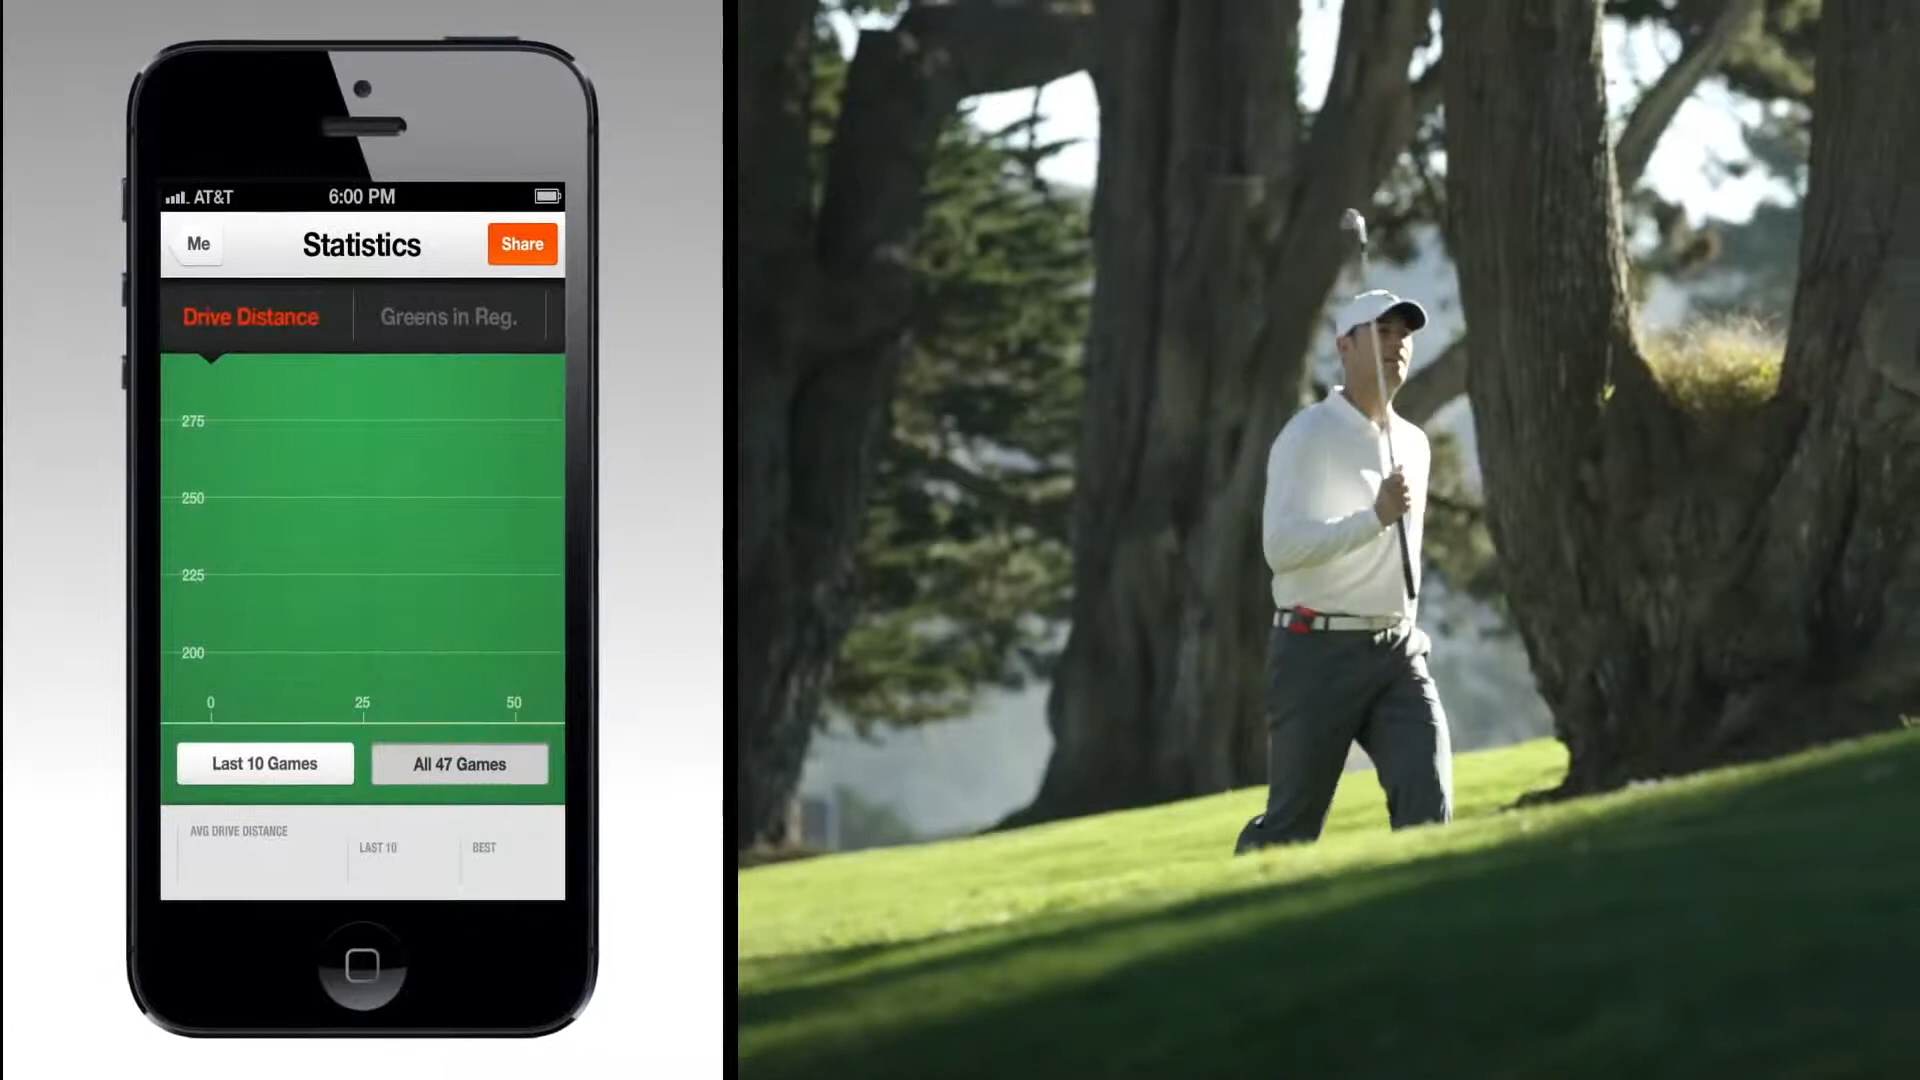 AT&T 6:00 PM
Me Statistics Share
Drive Distance Greens in Reg.
275
250
225
200
0 25 50
Last 10 Games All 47 Games
AVG DRIVE DISTANCE
LAST 10 BEST